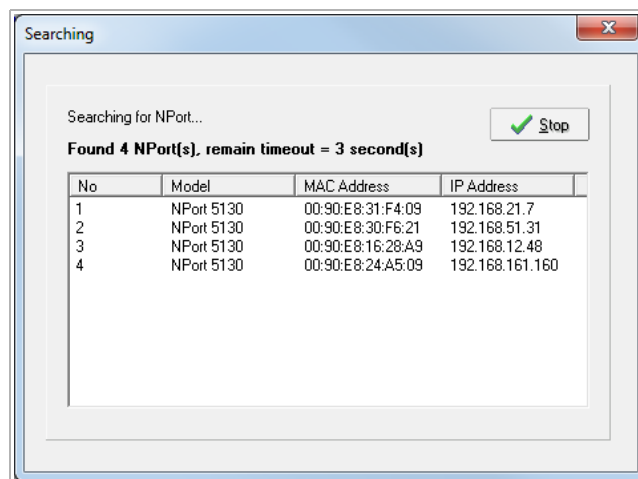 Searching
x
Searching for NPort...
Stop
Found 4 NPort(s), remain timeout = 3 second(s)
No Model MAC Address IP Address
1 NPort 5130 00:90:E8:31:F4:09 192.168.21.7
2 NPort 5130 00:90:E8:30:F6:21 192.168.51.31
3 NPort 5130 00:90:E8:16:28:A9 192.168.12.48
4 NPort 5130 00:90:E8:24:A5:09 192.168.161.160